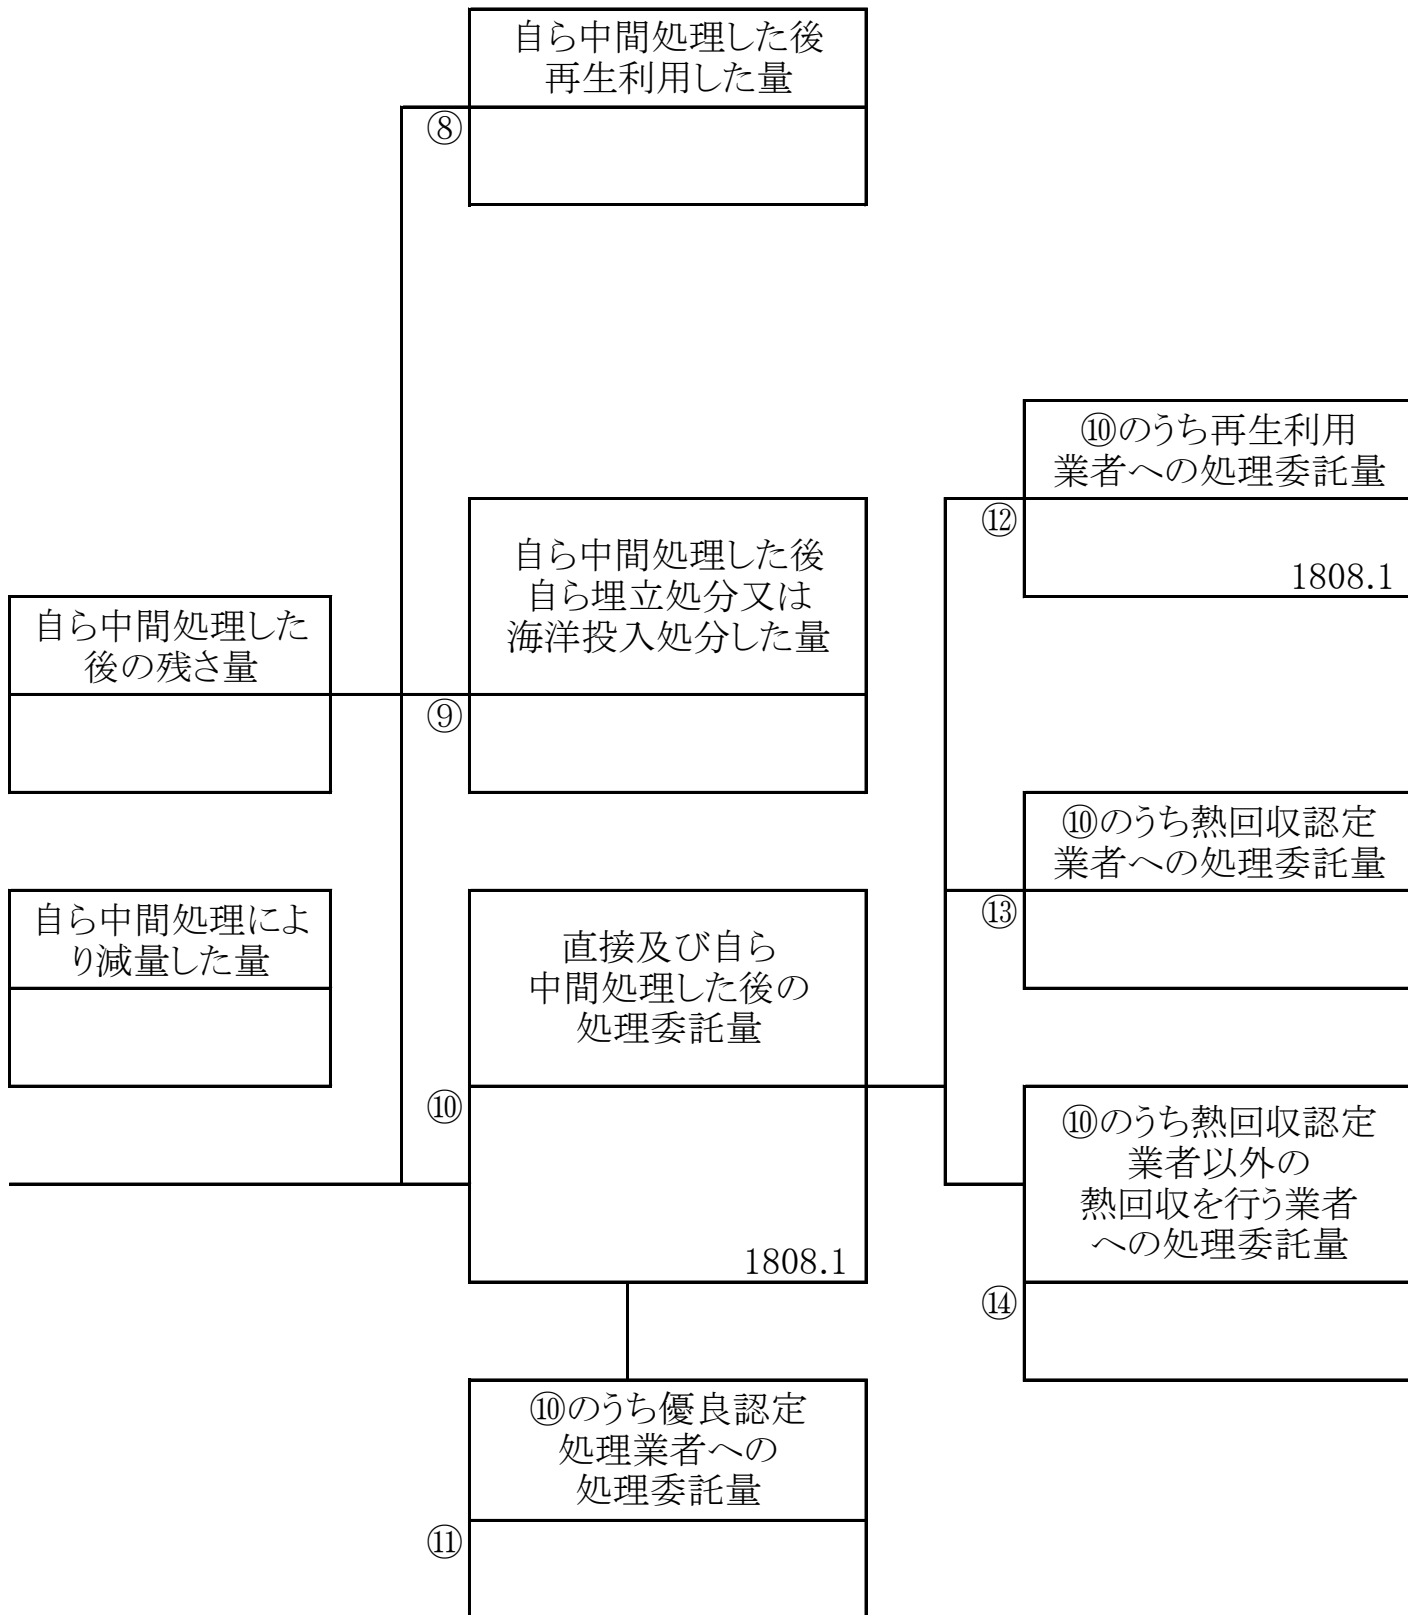 自ら中間処理した後
再生利用した量
⑧
⑩のうち再生利用
業者への処理委託量
⑫
1808.1
自ら中間処理した後
自ら埋立処分又は
海洋投入処分した量
⑨
自ら中間処理した
後の残さ量
⑩のうち熱回収認定
業者への処理委託量
⑬
自ら中間処理によ
り減量した量
直接及び自ら
中間処理した後の
処理委託量
⑩
1808.1
⑩のうち熱回収認定
業者以外の
熱回収を行う業者
への処理委託量
⑭
⑩のうち優良認定
処理業者への
処理委託量
⑪